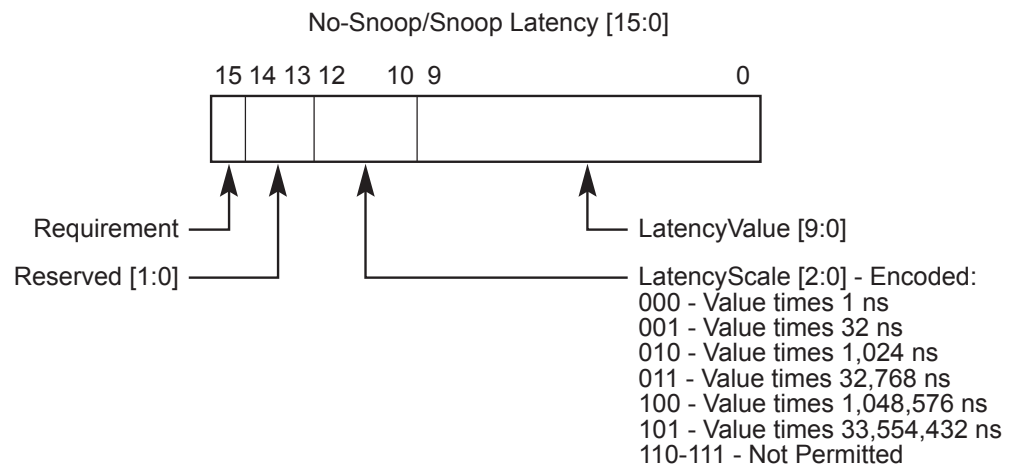 No-Snoop/Snoop Latency [15:0]
15 14 13 12 10 9 0
Requirement
LatencyValue [9:0]
Reserved [1:0]
LatencyScale [2:0] - Encoded:
000 - Value times 1 ns
001 - Value times 32 ns
010 - Value times 1,024 ns
011 - Value times 32,768 ns
100 - Value times 1,048,576 ns
101 - Value times 33,554,432 ns
110-111 - Not Permitted